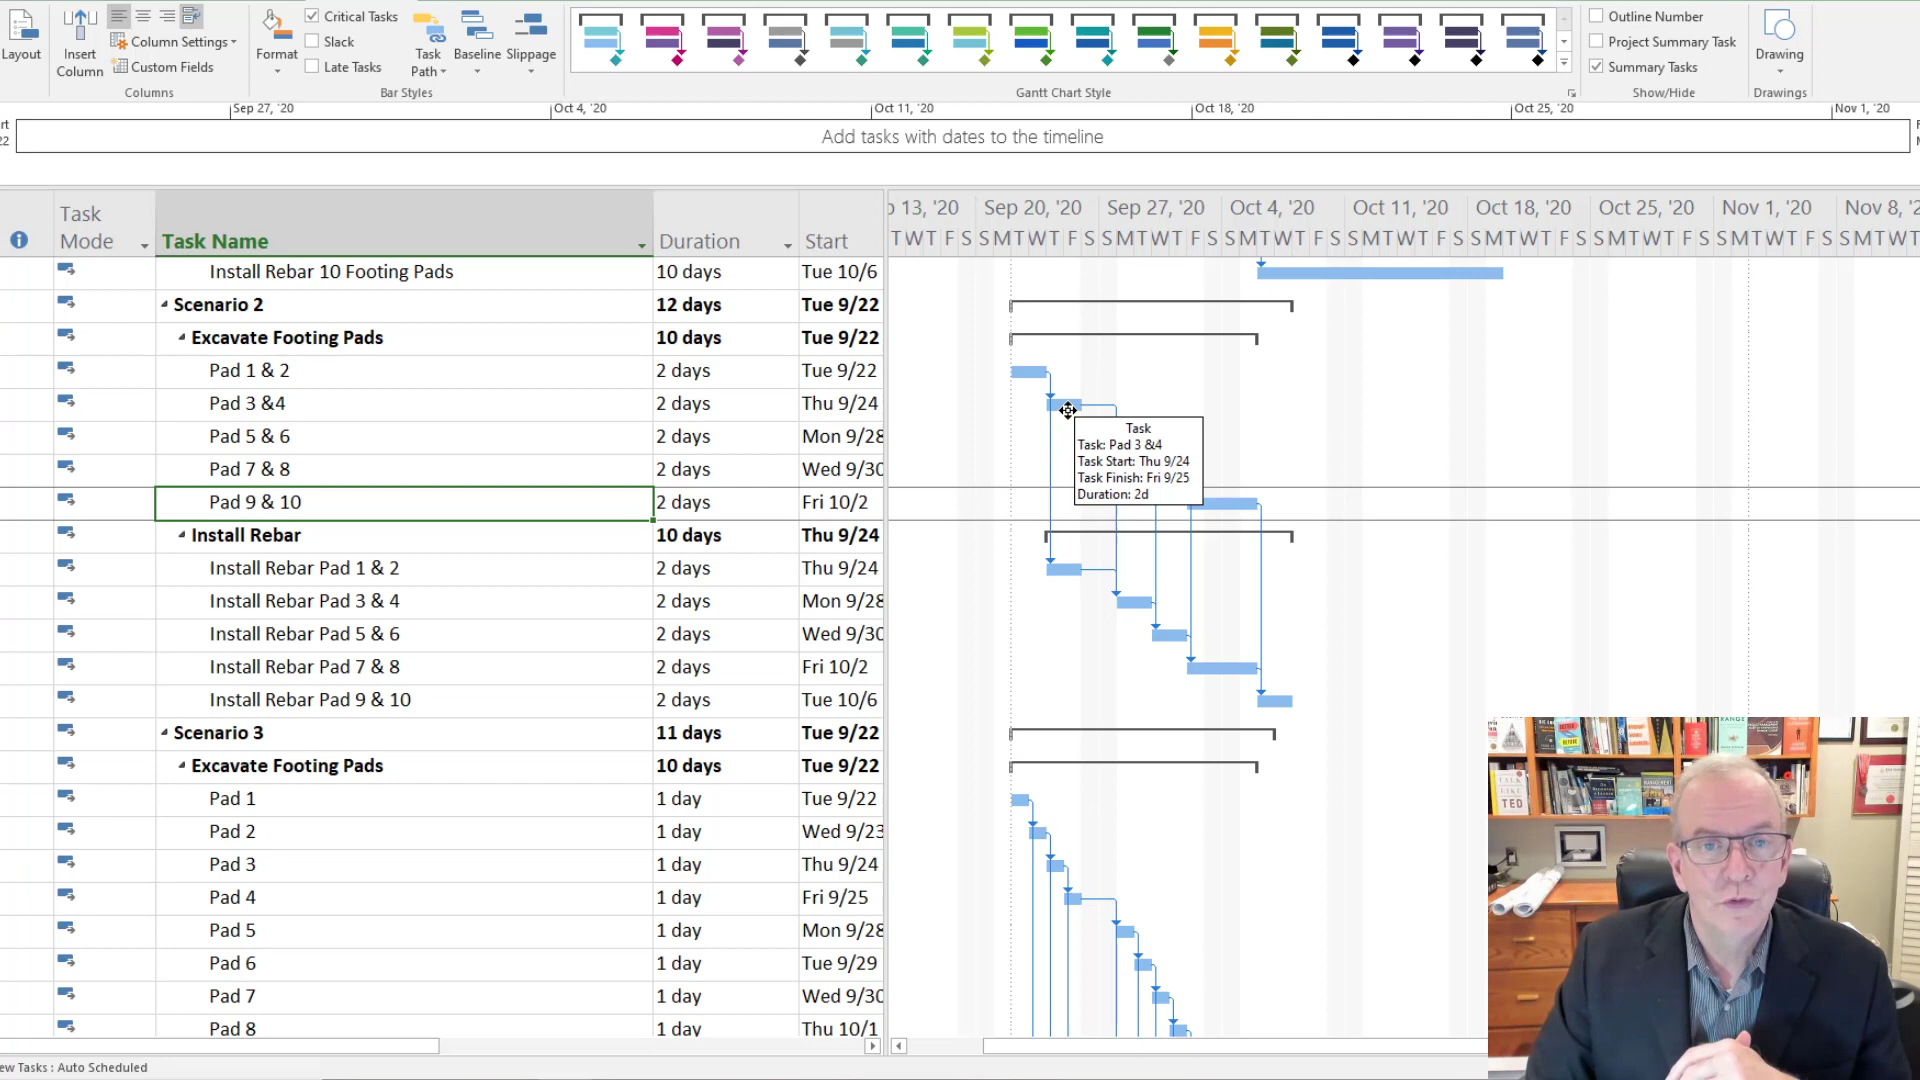 Layout
Insert
Column
Column Settings
Custom Fields
Columns
Format
Critical Tasks
Slack
Late Tasks
Task
Path
Baseline
Slippage
Bar Styles
Gantt Chart Style
Outline Number
Project Summary Task
Summary Tasks
Show/Hide
Drawing
Drawings
Sep 27, '20 Oct 4, '20 Oct 11, '20 Oct 18, '20 Oct 25, '20 Nov 1, '20
Add tasks with dates to the timeline
Task
Mode
Task Name
Duration
Start
13, '20 Sep 20, '20 Sep 27, '20 Oct 4, '20 Oct 11, '20 Oct 18, '20 Oct 25, '20 Nov 1, '20 Nov 8, '2
T W T F S S M T W T F S S M T W T F S S M T W T F S S M T W T F S S M T W T F S S M T W T F S S M T W T F S S M T W T
Install Rebar 10 Footing Pads 10 days Tue 10/6
Scenario 2 12 days Tue 9/22
Excavate Footing Pads 10 days Tue 9/22
Pad 1 & 2 2 days Tue 9/22
Pad 3 &4 2 days Thu 9/24
Pad 5 & 6 2 days Mon 9/28
Pad 7 & 8 2 days Wed 9/30
Pad 9 & 10 2 days Fri 10/2
Install Rebar 10 days Thu 9/24
Install Rebar Pad 1 & 2 2 days Thu 9/24
Install Rebar Pad 3 & 4 2 days Mon 9/28
Install Rebar Pad 5 & 6 2 days Wed 9/30
Install Rebar Pad 7 & 8 2 days Fri 10/2
Install Rebar Pad 9 & 10 2 days Tue 10/6
Scenario 3 11 days Tue 9/22
Excavate Footing Pads 10 days Tue 9/22
Pad 1 1 day Tue 9/22
Pad 2 1 day Wed 9/23
Pad 3 1 day Thu 9/24
Pad 4 1 day Fri 9/25
Pad 5 1 day Mon 9/28
Pad 6 1 day Tue 9/29
Pad 7 1 day Wed 9/30
Pad 8 1 day Thu 10/1
Task
Task: Pad 3 &4
Task Start: Thu 9/24
Task Finish: Fri 9/25
Duration: 2d
RANGE
TALK
LIKE
TED
ew Tasks : Auto Scheduled